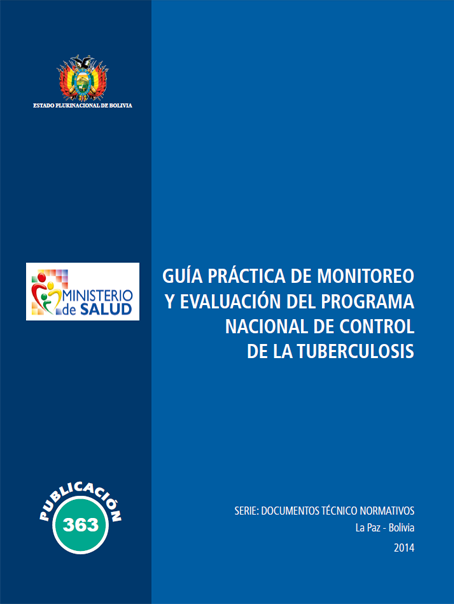 ESTADO PLURINACIONAL DE BOLIVIA
MINISTERIO
de SALUD
GUÍA PRÁCTICA DE MONITOREO
Y EVALUACIÓN DEL PROGRAMA
NACIONAL DE CONTROL
DE LA TUBERCULOSIS
PUBLICACIÓN
363
SERIE: DOCUMENTOS TÉCNICO NORMATIVOS
La Paz - Bolivia
2014